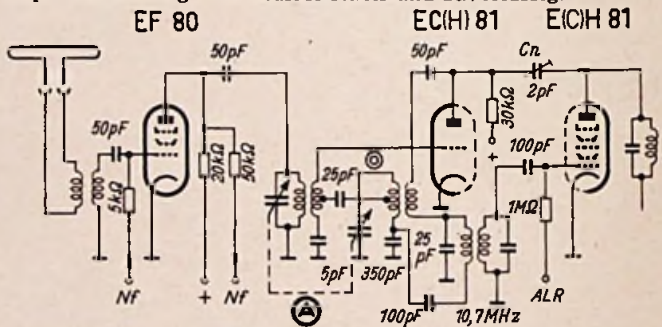 EF 80
EC(H) 81
E(C)H 81
50pF
50pF
Cn
2pF
50pF
30kΩ
+
100pF
20kΩ
50kΩ
25pF
5kΩ
1MΩ
25
pF
5pF
350pF
Nf
+
Nf
A
100pF
10,7MHz
ALR